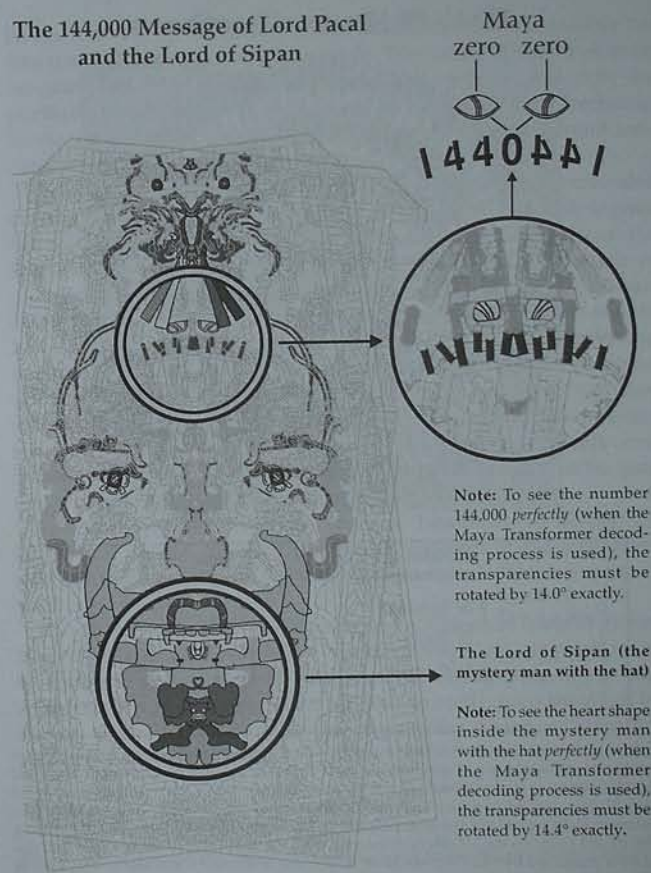 The 144,000 Message of Lord Pacal
and the Lord of Sipan
Maya
zero zero
1440441
Note: To see the number
144,000 perfectly (when the
Maya Transformer decod-
ing process is used), the
transparencies must be
rotated by 14.0° exactly.
The Lord of Sipan (the
mystery man with the hat)
Note: To see the heart shape
inside the mystery man
with the hat perfectly (when
the Maya Transformer
decoding process is used),
the transparencies must be
rotated by 14.4° exactly.